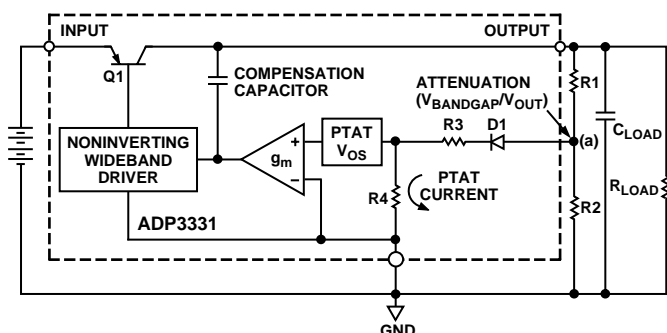 INPUT
OUTPUT
Q1
COMPENSATION
CAPACITOR
ATTENUATION
(VBANDGAP/VOUT)
R1
NONINVERTING
WIDEBAND
DRIVER
gm
+
−
PTAT
VOS
R3
D1
(a)
CLOAD
RLOAD
R4
PTAT
CURRENT
R2
ADP3331
GND